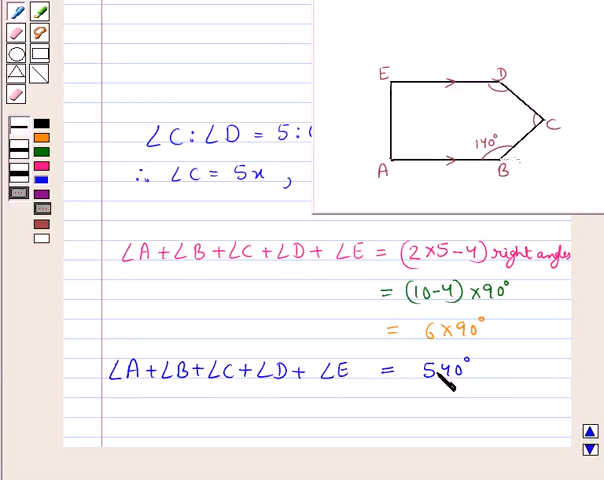 E D
C
140°
A B
∠C : ∠D = 5 :
∴ ∠C = 5x ,
∠A + ∠B + ∠C + ∠D + ∠E = (2×5−4) right angles
= (10−4) ×90°
= 6×90°
∠A + ∠B + ∠C + ∠D + ∠E = 540°